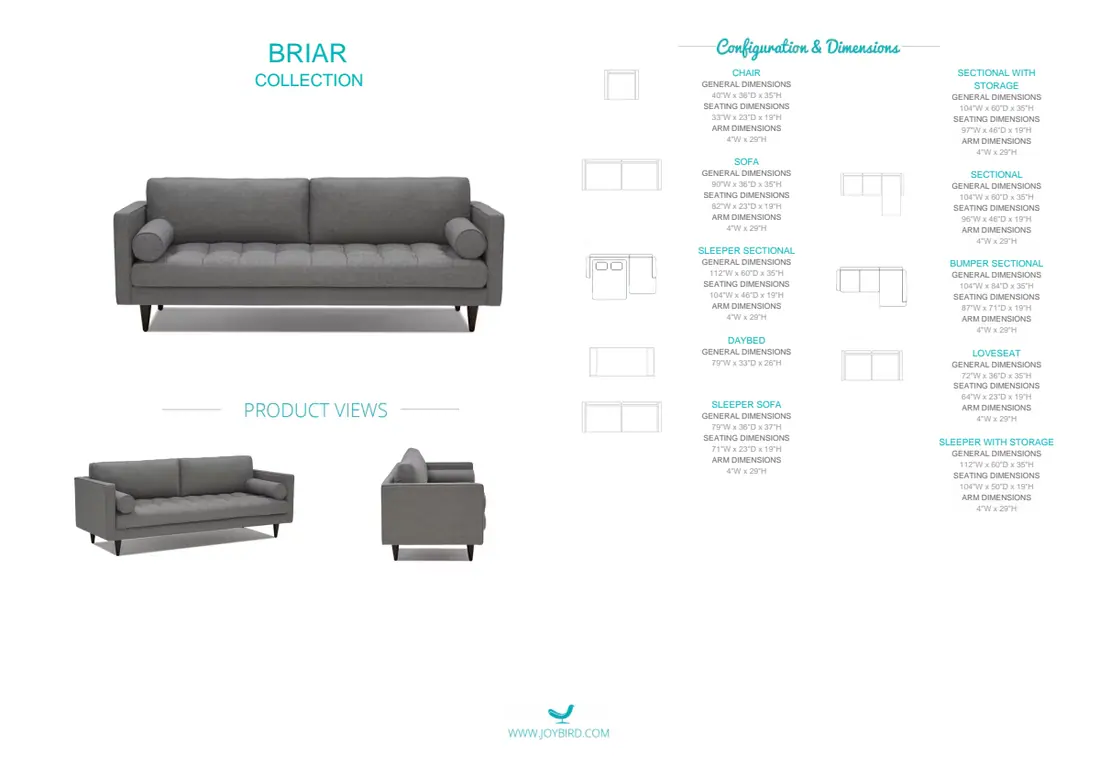 BRIAR
COLLECTION
PRODUCT VIEWS
Configuration & Dimensions
CHAIR
GENERAL DIMENSIONS
40"W x 36"D x 35"H
SEATING DIMENSIONS
33"W x 23"D x 19"H
ARM DIMENSIONS
4"W x 29"H
SOFA
GENERAL DIMENSIONS
90"W x 36"D x 35"H
SEATING DIMENSIONS
82"W x 23"D x 19"H
ARM DIMENSIONS
4"W x 29"H
SLEEPER SECTIONAL
GENERAL DIMENSIONS
112"W x 60"D x 35"H
SEATING DIMENSIONS
104"W x 46"D x 19"H
ARM DIMENSIONS
4"W x 29"H
DAYBED
GENERAL DIMENSIONS
79"W x 33"D x 26"H
SLEEPER SOFA
GENERAL DIMENSIONS
79"W x 36"D x 37"H
SEATING DIMENSIONS
71"W x 23"D x 19"H
ARM DIMENSIONS
4"W x 29"H
SECTIONAL WITH
STORAGE
GENERAL DIMENSIONS
104"W x 60"D x 35"H
SEATING DIMENSIONS
97"W x 46"D x 19"H
ARM DIMENSIONS
4"W x 29"H
SECTIONAL
GENERAL DIMENSIONS
104"W x 60"D x 35"H
SEATING DIMENSIONS
96"W x 46"D x 19"H
ARM DIMENSIONS
4"W x 29"H
BUMPER SECTIONAL
GENERAL DIMENSIONS
104"W x 84"D x 35"H
SEATING DIMENSIONS
87"W x 71"D x 19"H
ARM DIMENSIONS
4"W x 29"H
LOVESEAT
GENERAL DIMENSIONS
72"W x 36"D x 35"H
SEATING DIMENSIONS
64"W x 23"D x 19"H
ARM DIMENSIONS
4"W x 29"H
SLEEPER WITH STORAGE
GENERAL DIMENSIONS
112"W x 60"D x 35"H
SEATING DIMENSIONS
104"W x 50"D x 19"H
ARM DIMENSIONS
4"W x 29"H
WWW.JOYBIRD.COM